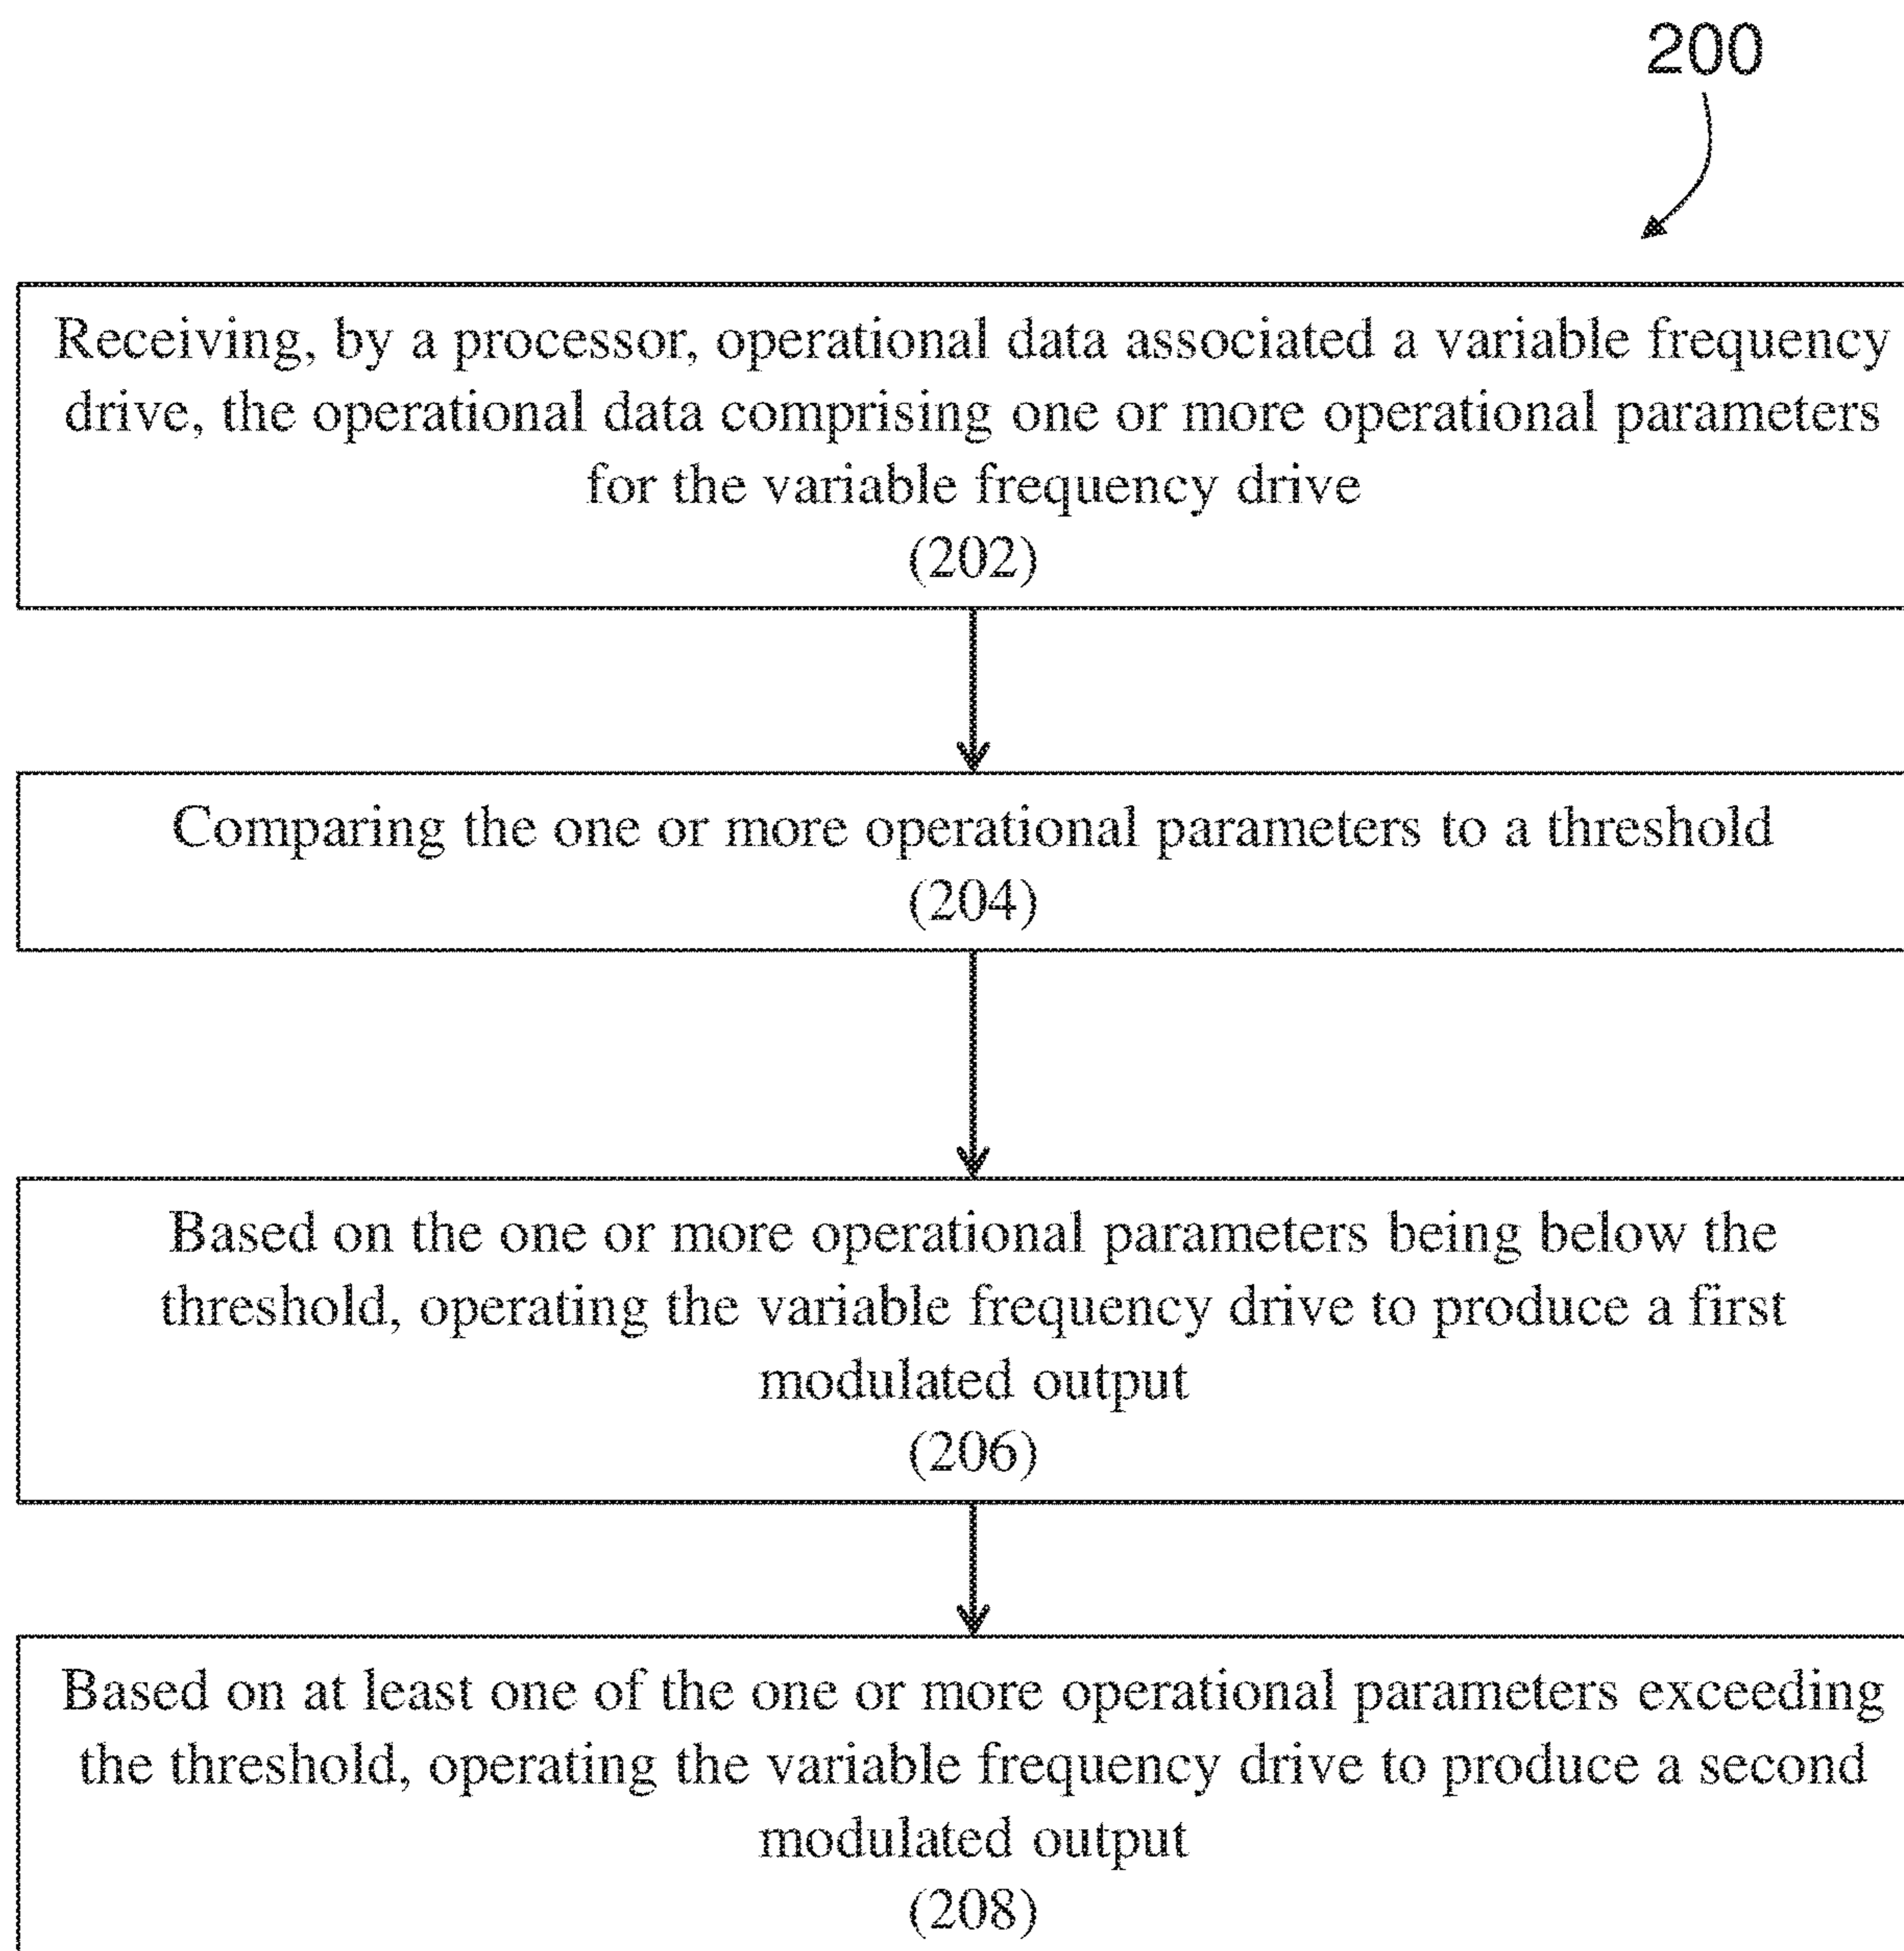 200
Receiving, by a processor, operational data associated a variable frequency
drive, the operational data comprising one or more operational parameters
for the variable frequency drive
(202)
Comparing the one or more operational parameters to a threshold
(204)
Based on the one or more operational parameters being below the
threshold, operating the variable frequency drive to produce a first
modulated output
(206)
Based on at least one of the one or more operational parameters exceeding
the threshold, operating the variable frequency drive to produce a second
modulated output
(208)